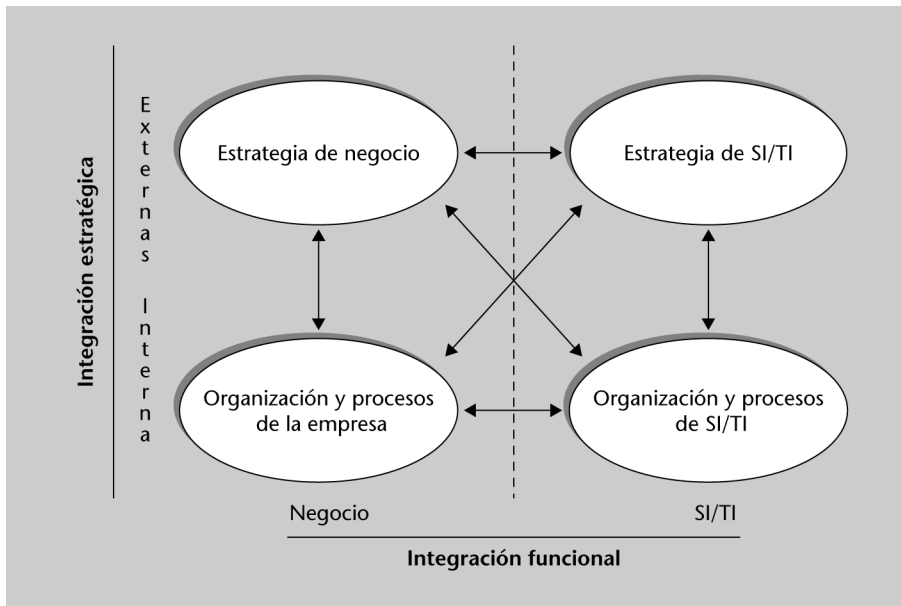 Integración estratégica
Externas
Interna
Estrategia de negocio
Estrategia de SI/TI
Organización y procesos
de la empresa
Organización y procesos
de SI/TI
Negocio
SI/TI
Integración funcional